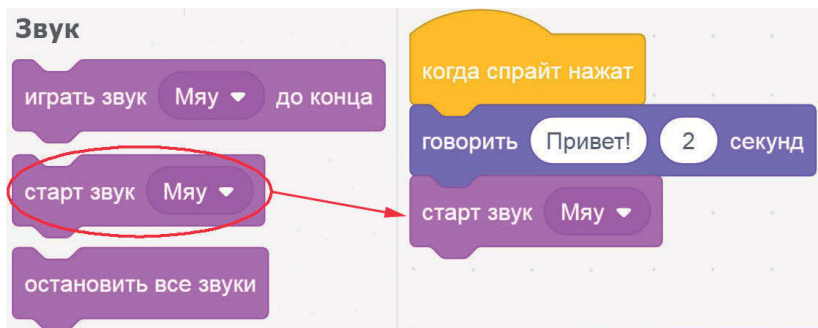 Звук
играть звук Мяу до конца
старт звук Мяу
остановить все звуки
когда спрайт нажат
говорить Привет! 2 секунд
старт звук Мяу